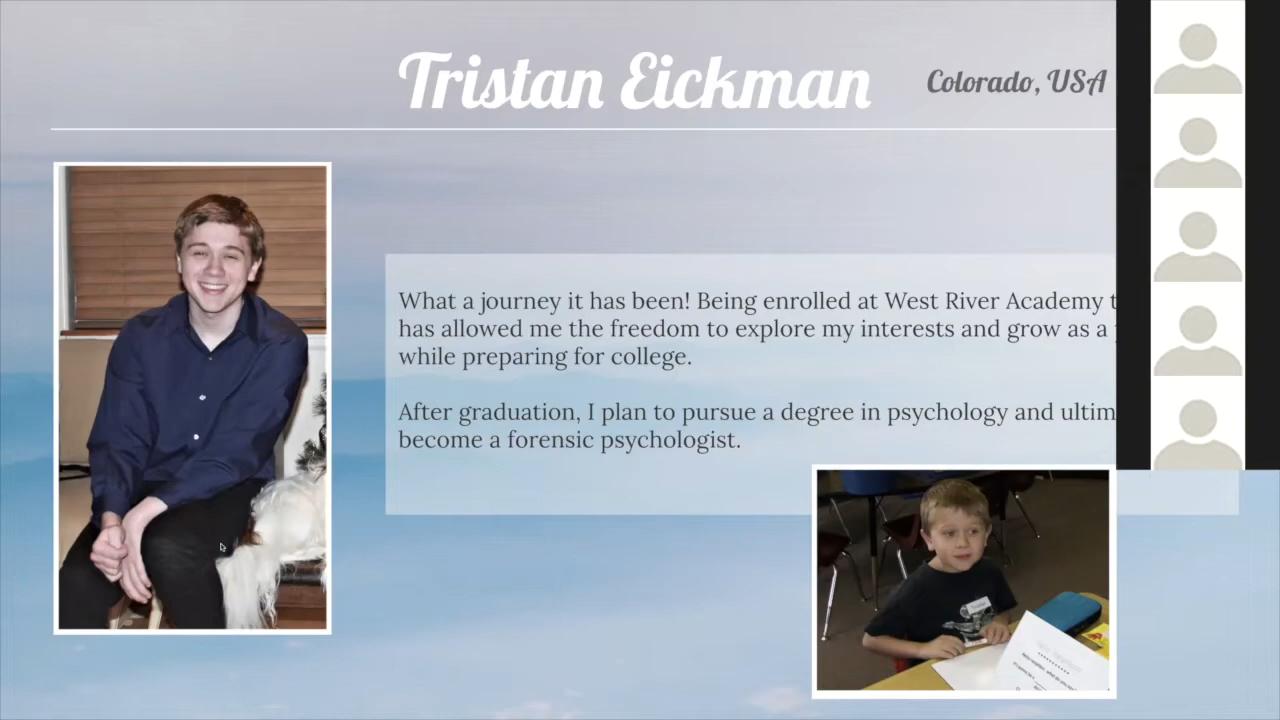 Tristan Eickman
Colorado, USA
What a journey it has been! Being enrolled at West River Academy
has allowed me the freedom to explore my interests and grow as a
while preparing for college.
After graduation, I plan to pursue a degree in psychology and
become a forensic psychologist.